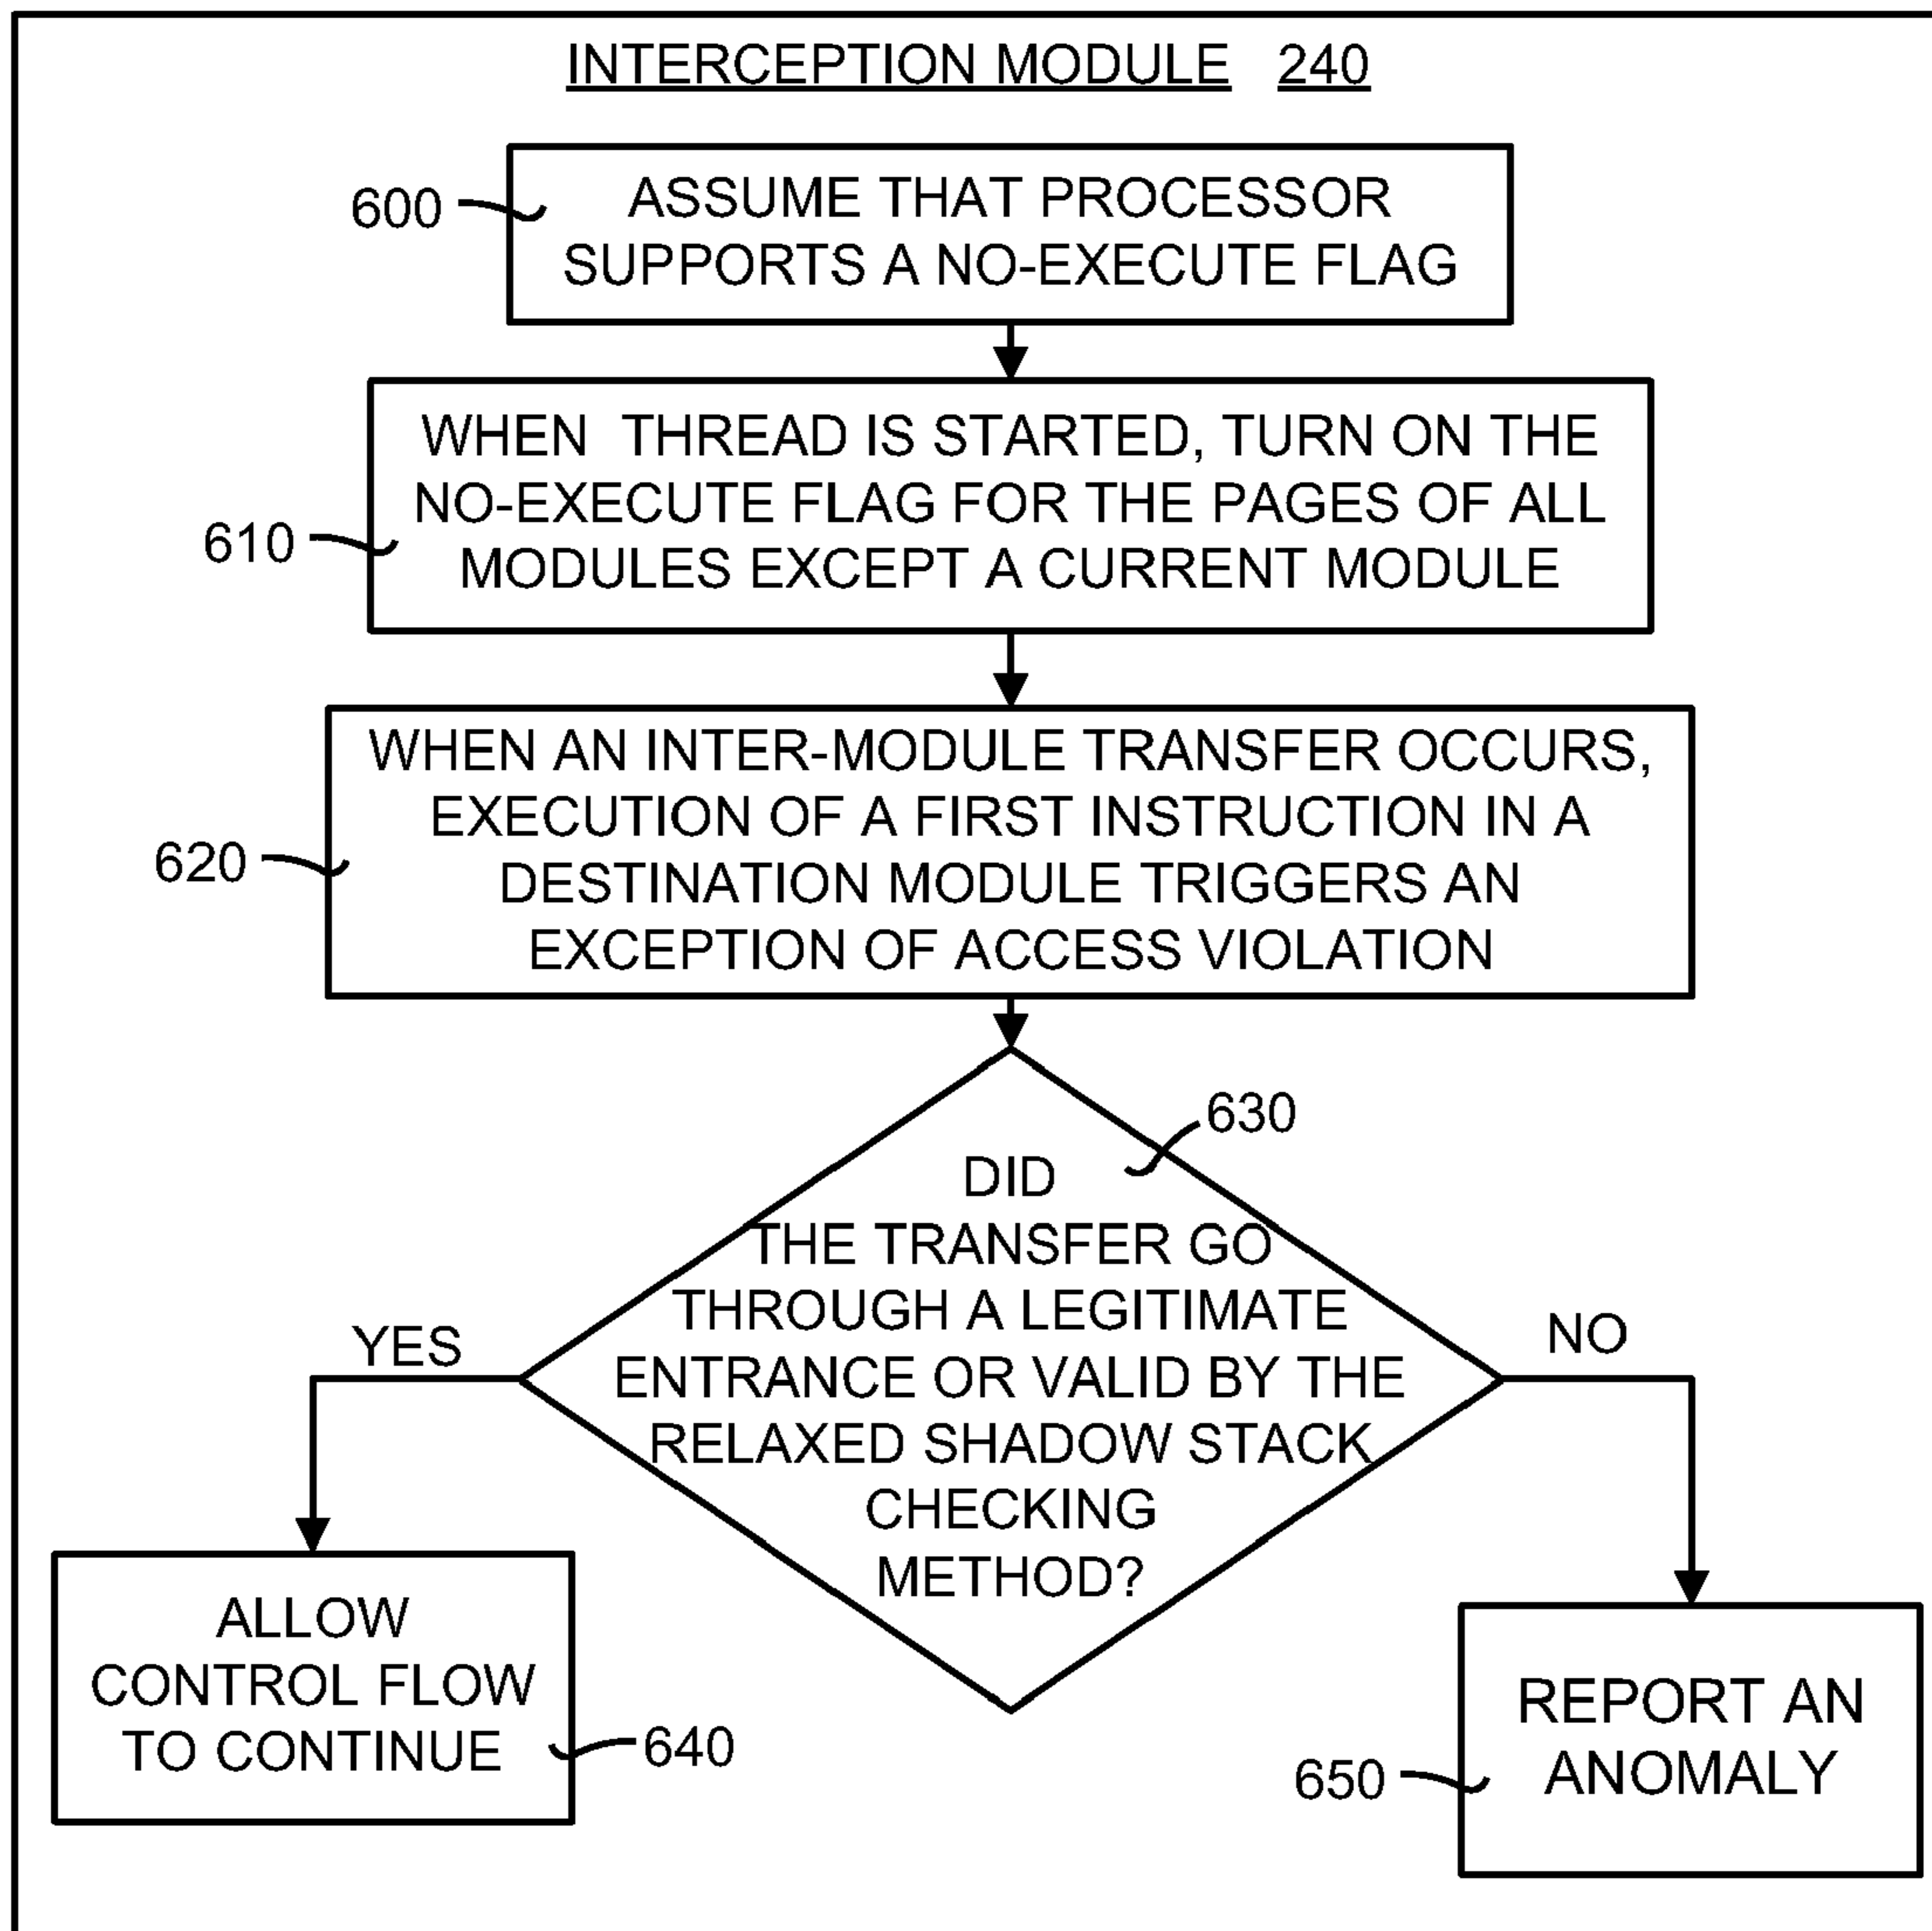 INTERCEPTION MODULE 240
600
ASSUME THAT PROCESSOR
SUPPORTS A NO-EXECUTE FLAG
610
WHEN THREAD IS STARTED, TURN ON THE
NO-EXECUTE FLAG FOR THE PAGES OF ALL
MODULES EXCEPT A CURRENT MODULE
620
WHEN AN INTER-MODULE TRANSFER OCCURS,
EXECUTION OF A FIRST INSTRUCTION IN A
DESTINATION MODULE TRIGGERS AN
EXCEPTION OF ACCESS VIOLATION
630
DID
THE TRANSFER GO
THROUGH A LEGITIMATE
ENTRANCE OR VALID BY THE
RELAXED SHADOW STACK
CHECKING
METHOD?
YES
NO
ALLOW
CONTROL FLOW
TO CONTINUE
640
650
REPORT AN
ANOMALY